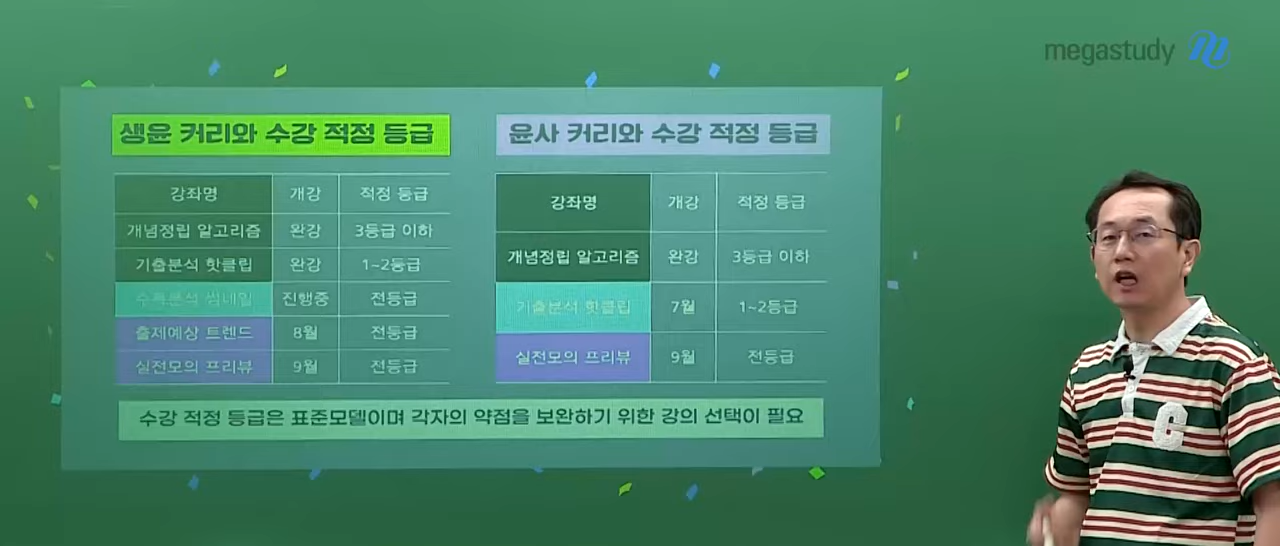 megastudy
생윤 커리와 수강 적정 등급
강좌명 개강 적정 등급
개념정립 알고리즘 완강 3등급 이하
기출분석 핫클립 완강 1~2등급
수특분석 썸네일 진행중 전등급
출제예상 트렌드 8월 전등급
실전모의 프리뷰 9월 전등급
윤사 커리와 수강 적정 등급
강좌명 개강 적정 등급
개념정립 알고리즘 완강 3등급 이하
기출분석 핫클립 7월 1~2등급
실전모의 프리뷰 9월 전등급
수강 적정 등급은 표준모델이며 각자의 약점을 보완하기 위한 강의 선택이 필요
C